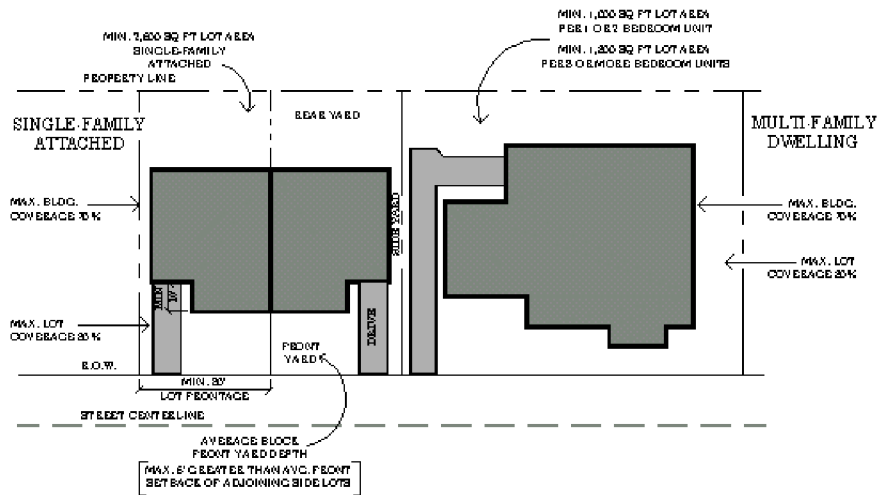 MIN. 2,500 SQ FT LOT AREA
SINGLE-FAMILY
ATTACHED
PROPERTY LINE
MIN. 1,000 SQ FT LOT AREA
PER 1 OR 2 BEDROOM UNIT
MIN. 1,200 SQ FT LOT AREA
PER 3 OR MORE BEDROOM UNITS
SINGLE-FAMILY
ATTACHED
REAR YARD
MULTI-FAMILY
DWELLING
MAX. BLDG.
COVERAGE 70%
SIDE YARD
MAX. BLDG.
COVERAGE 70%
MAX. LOT
COVERAGE 80%
MIN
MAX. LOT
COVERAGE 80%
DRIVE
FRONT
YARD
R.O.W.
MIN. 20'
LOT FRONTAGE
STREET CENTERLINE
AVERAGE BLOCK
FRONT YARD DEPTH
MAX. 5' GREATER THAN AVG. FRONT
SETBACK OF ADJOINING SIDE LOTS